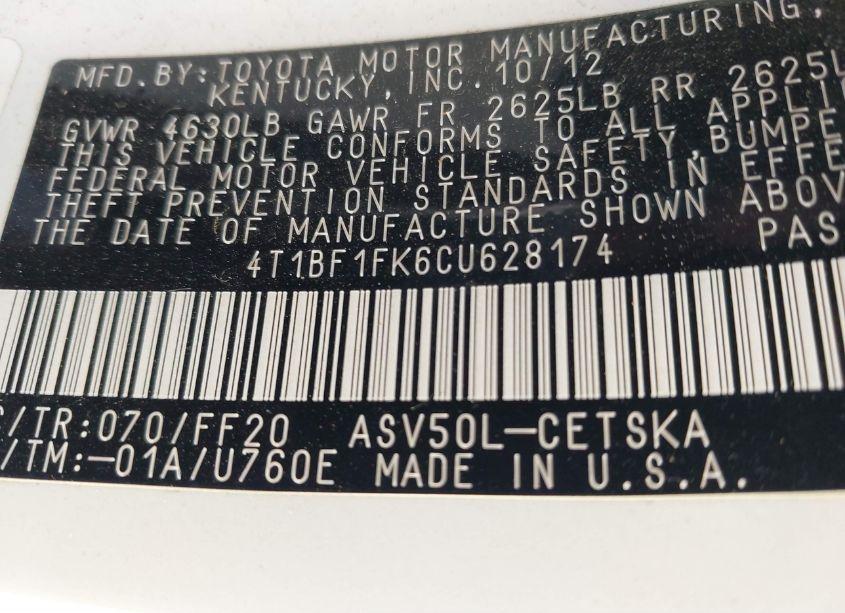 MFD. BY: TOYOTA MOTOR MANUFACTURING,
KENTUCKY, INC. 10/12
GVWR 4630LB GAWR FR 2625LB RR 2625L
THIS VEHICLE CONFORMS TO ALL APPLI
FEDERAL MOTOR VEHICLE SAFETY, BUMPE
THEFT PREVENTION STANDARDS IN EFFE
THE DATE OF MANUFACTURE SHOWN ABOV
4T1BF1FK6CU628174 PAS
/TR:070/FF20 ASV50L-CETSKA
/TM:-01A/U760E MADE IN U.S.A.